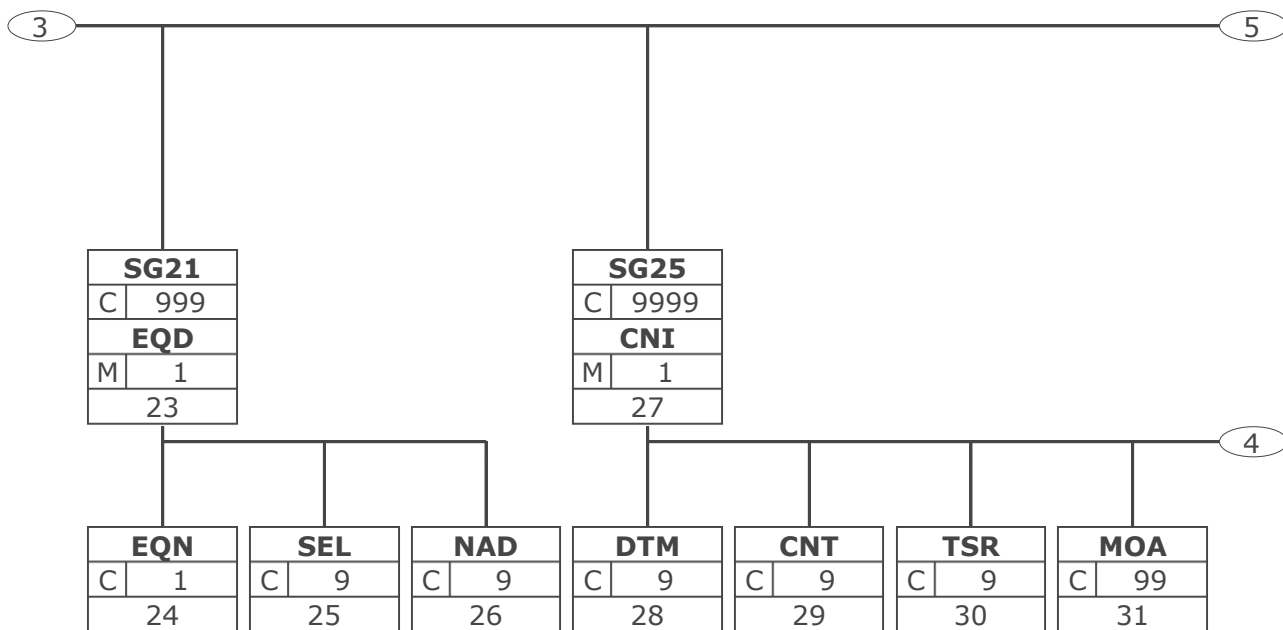 3
5
SG21
C 999
EQD
M 1
23
SG25
C 9999
CNI
M 1
27
4
EQN
C 1
24
SEL
C 9
25
NAD
C 9
26
DTM
C 9
28
CNT
C 9
29
TSR
C 9
30
MOA
C 99
31